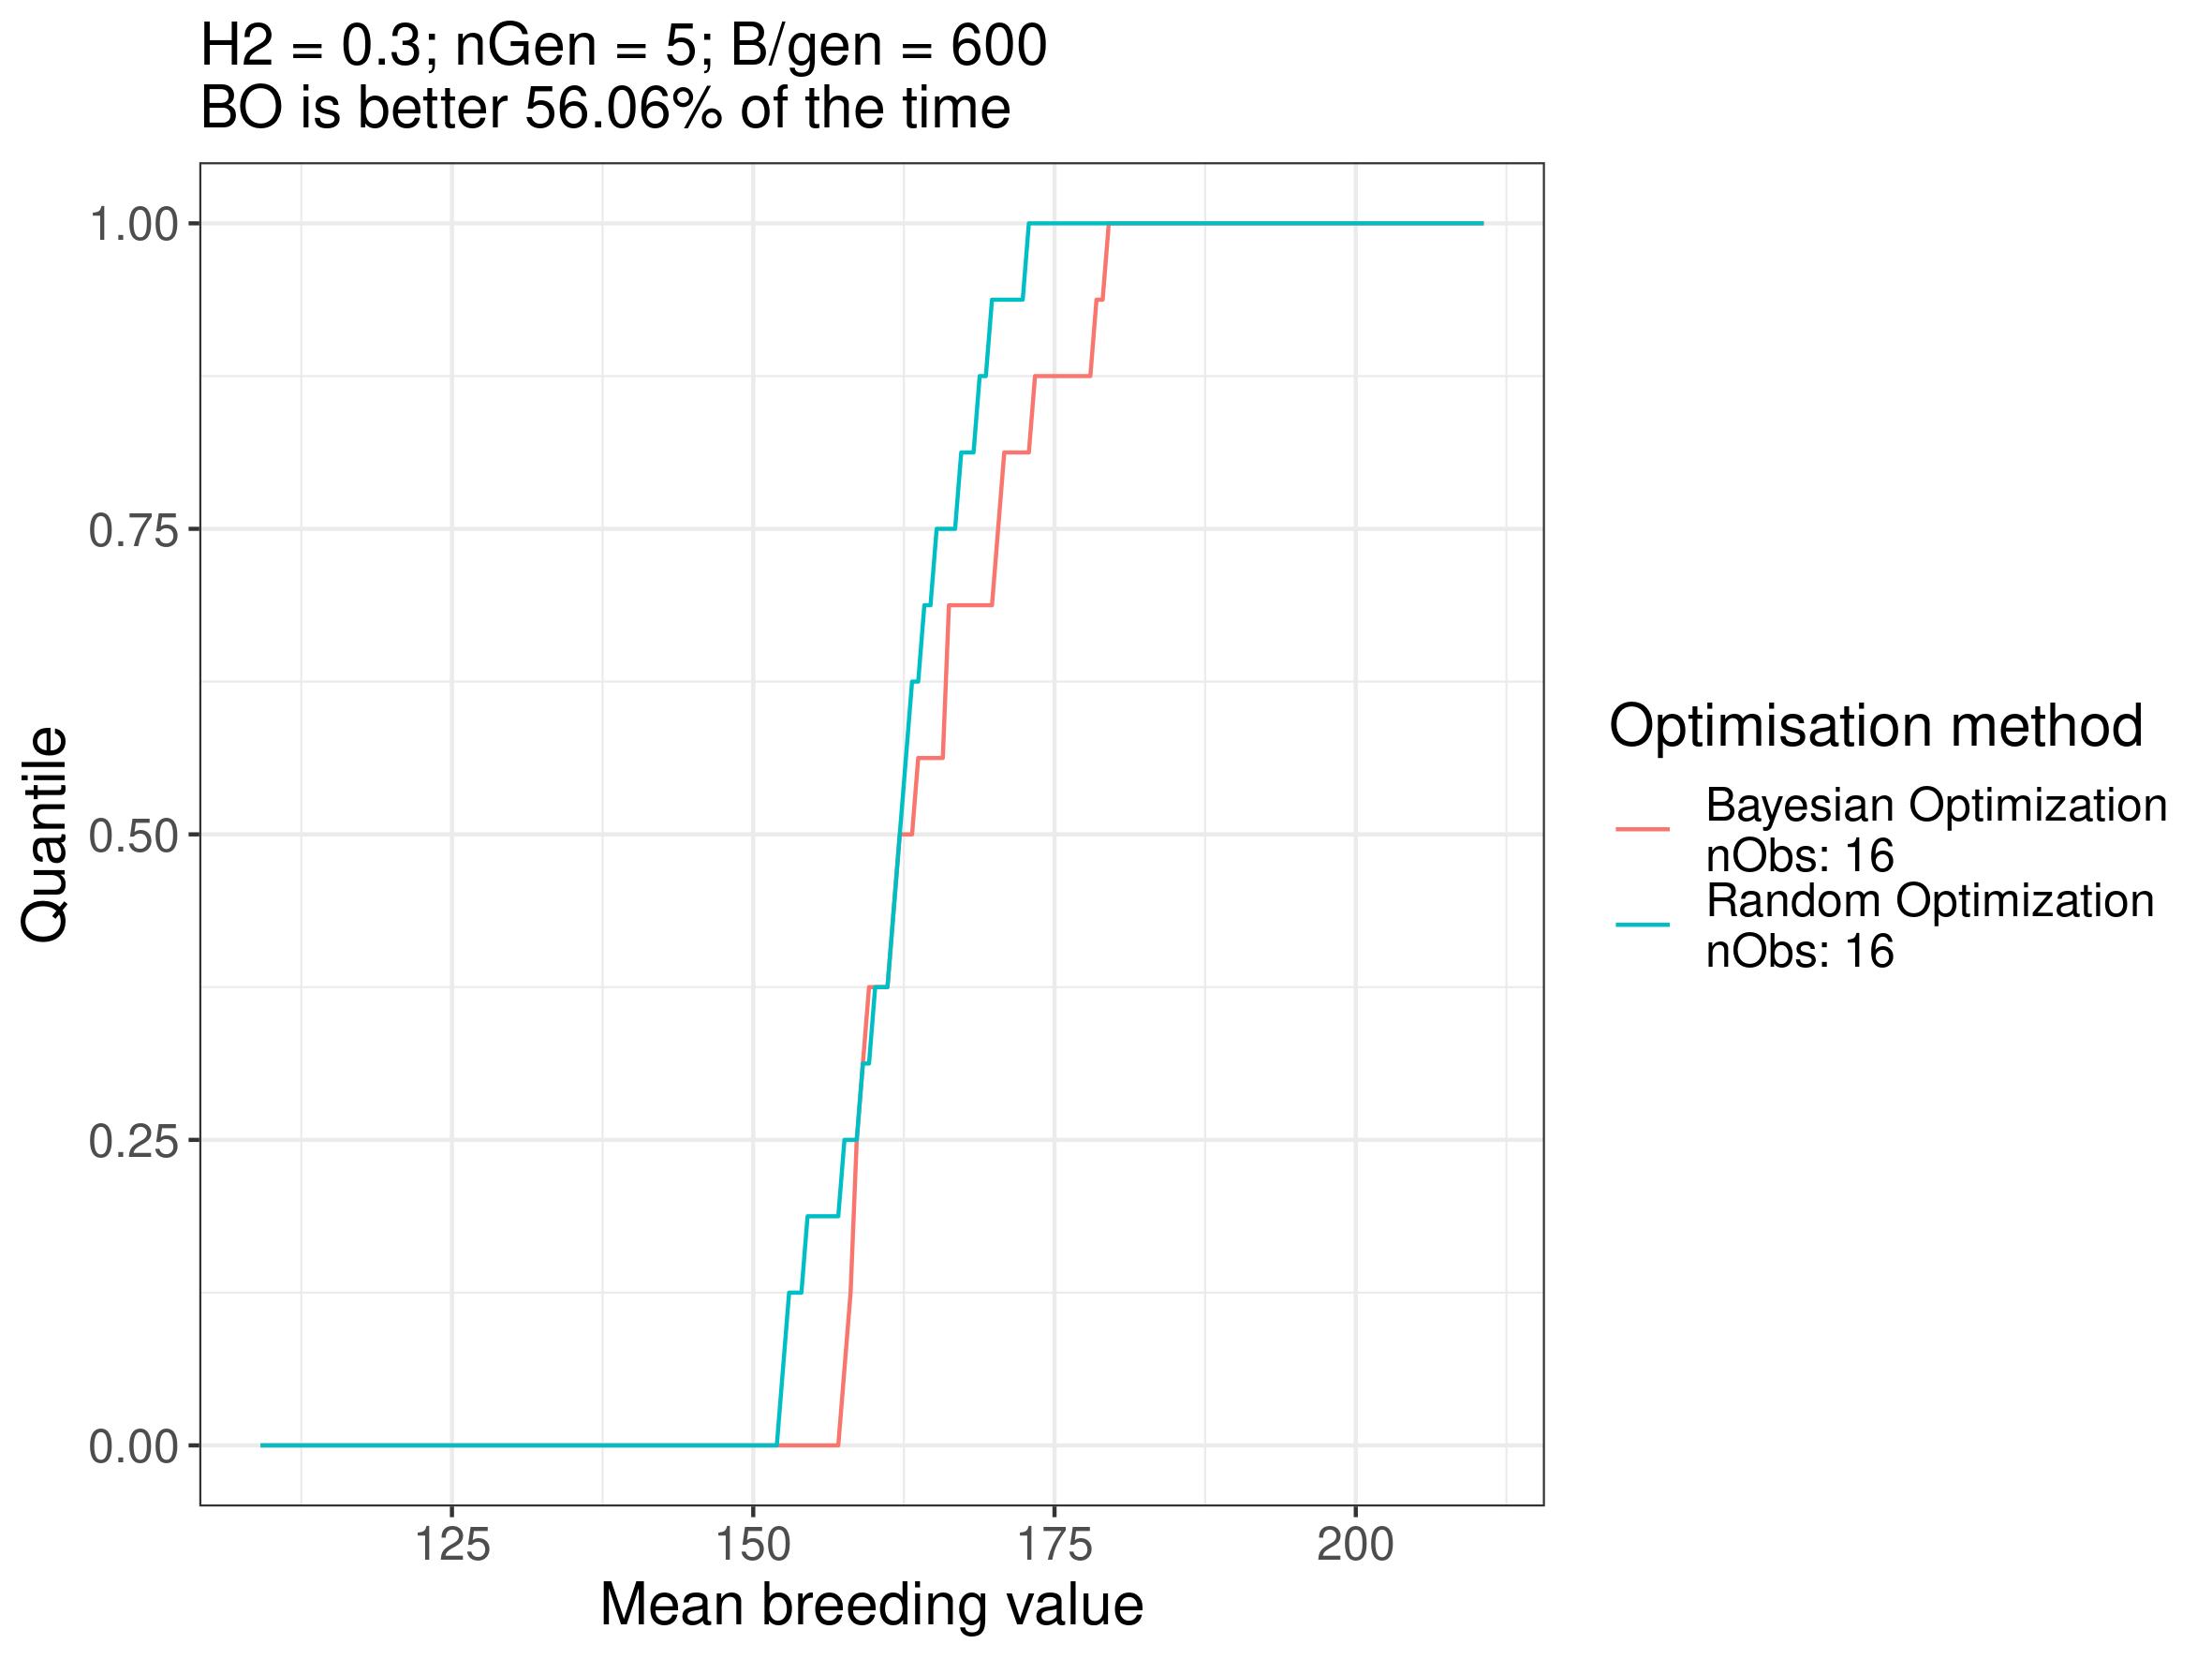 H2 = 0.3; nGen = 5; B/gen = 600
BO is better 56.06% of the time
1.00
0.75
0.50
0.25
0.00
Quantile
125
150
175
200
Mean breeding value
Optimisation method
Bayesian Optimization
nObs: 16
Random Optimization
nObs: 16